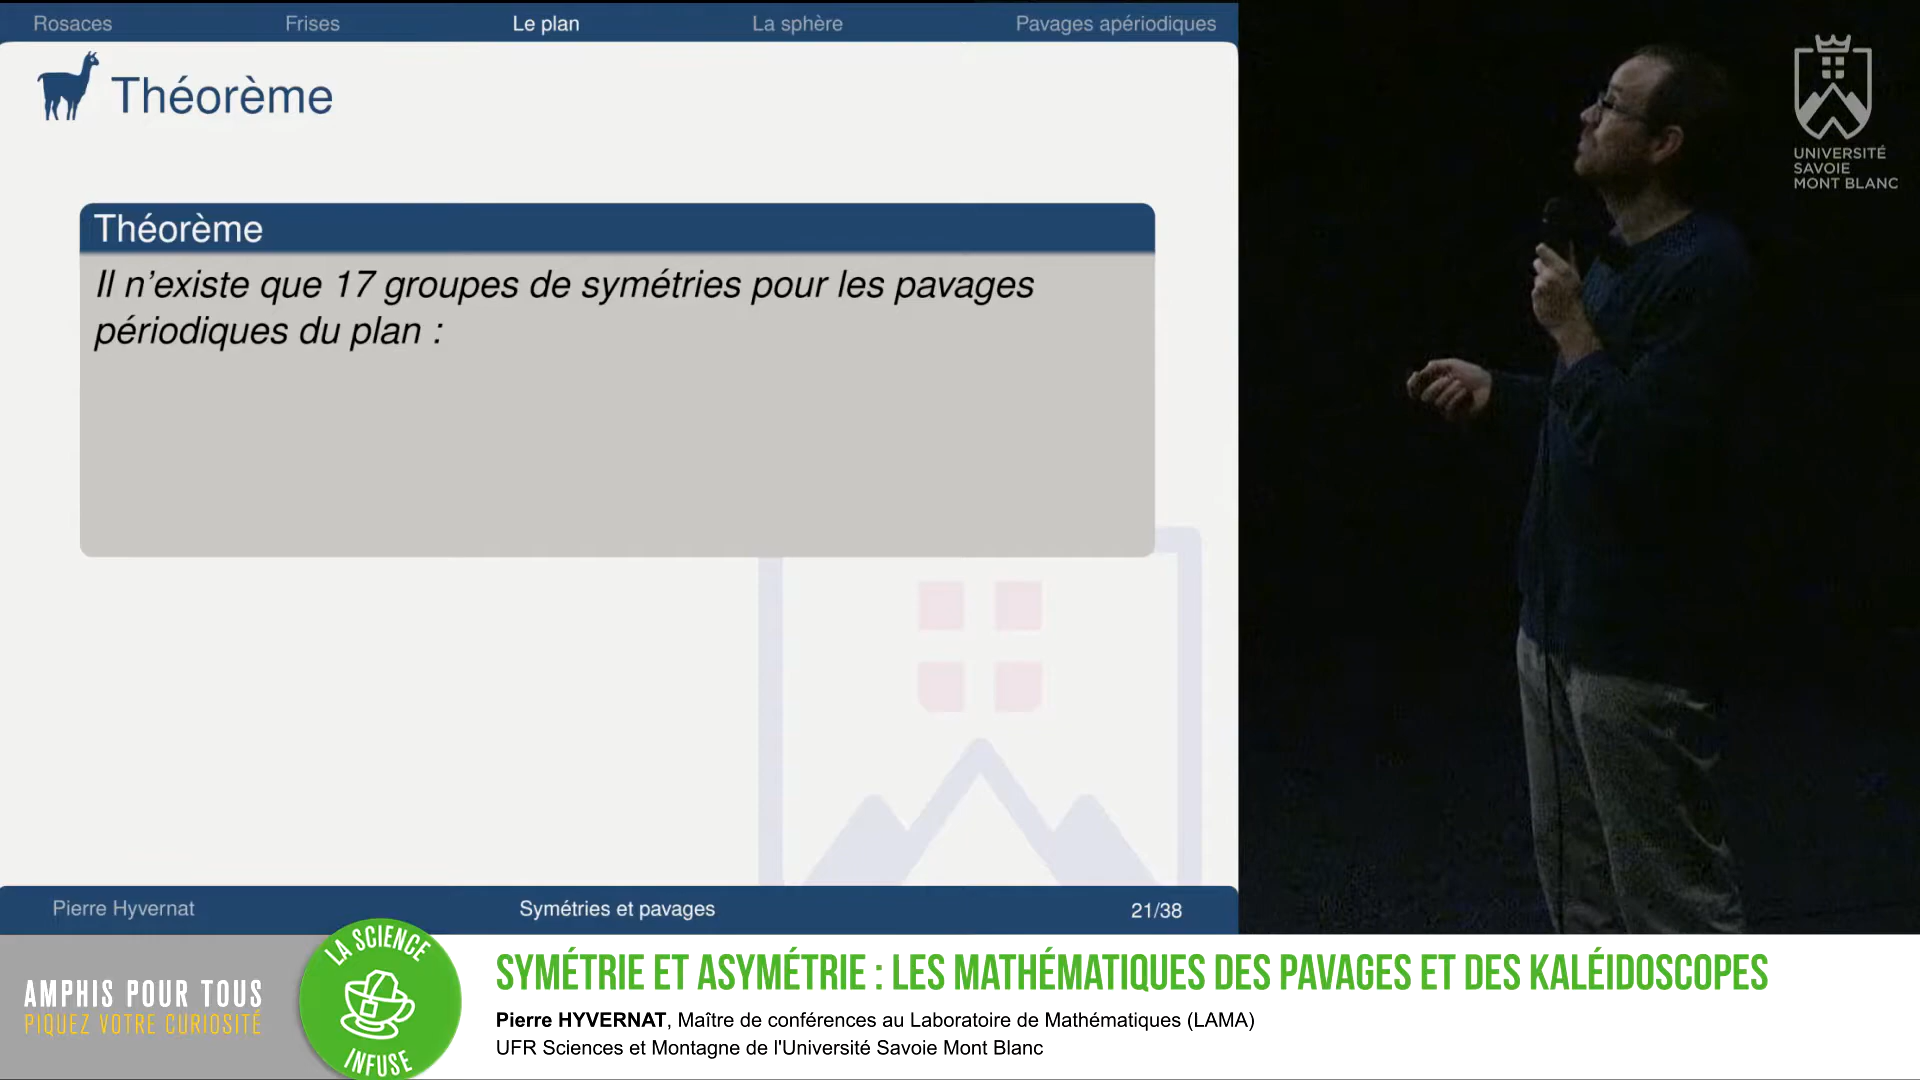 Rosaces
Frises
Le plan
La sphère
Pavages apériodiques
Théorème
Théorème
Il n'existe que 17 groupes de symétries pour les pavages
périodiques du plan :
Pierre Hyvernat
Symétries et pavages
21/38
UNIVERSITÉ
SAVOIE
MONT BLANC
AMPHIS POUR TOUS
PIQUEZ VOTRE CURIOSITÉ
LA SCIENCE
INFUSE
SYMÉTRIE ET ASYMÉTRIE : LES MATHÉMATIQUES DES PAVAGES ET DES KALÉIDOSCOPES
Pierre HYVERNAT, Maître de conférences au Laboratoire de Mathématiques (LAMA)
UFR Sciences et Montagne de l'Université Savoie Mont Blanc